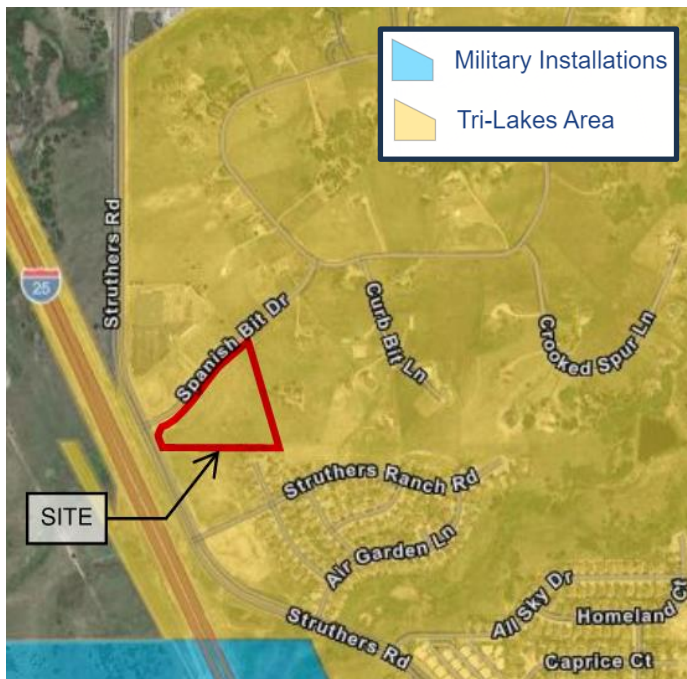 Military Installations
Tri-Lakes Area
Struthers Rd
25
Spanish Bit Dr
Curb Bit Ln
Crooked Spur Ln
SITE
Struthers Ranch Rd
Air Garden Ln
Struthers Rd
All Sky Dr
Homeland Ct
Caprice Ct